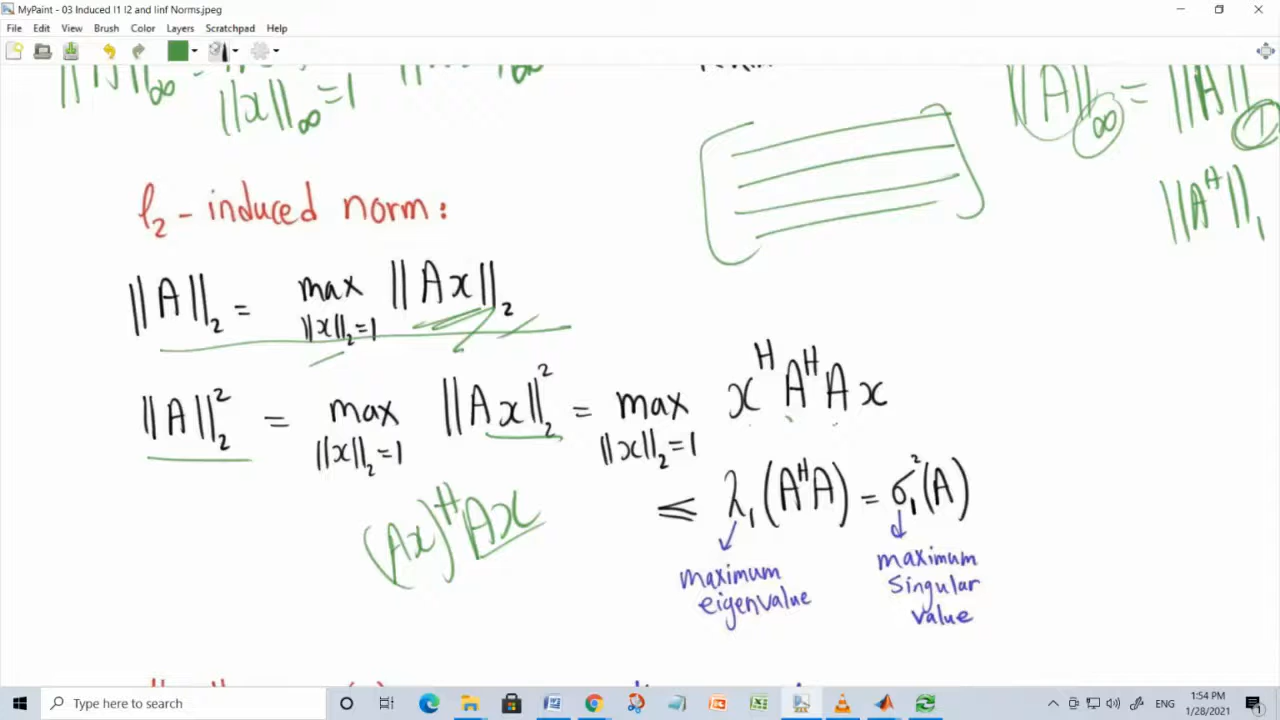 MyPaint - 03 Induced l1 l2 and linf Norms.jpeg
File Edit View Brush Color Layers Scratchpad Help
||x||∞=1
||A||∞ = ||A||1
||A^H||1
l2 - induced norm:
||A||2 = max ||x||2=1 ||Ax||2
||A||2^2 = max ||x||2=1 ||Ax||2^2 = max ||x||2=1 x^H A^H A x
≤ λ1(A^H A) = σ1^2(A)
(Ax)^H Ax
maximum eigenvalue
maximum singular value
Type here to search
ENG
1:54 PM
1/28/2021